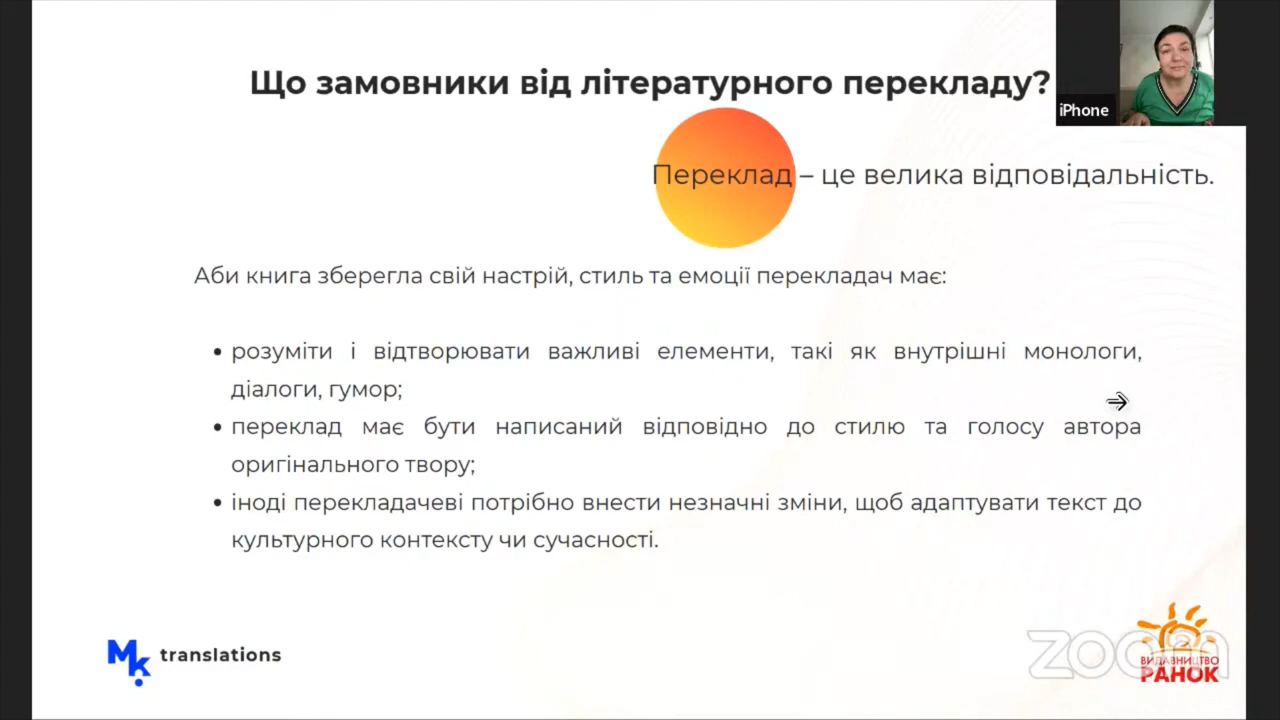 Що замовники від літературного перекладу?
iPhone
Переклад – це велика відповідальність.
Аби книга зберегла свій настрій, стиль та емоції перекладач має:
• розуміти і відтворювати важливі елементи, такі як внутрішні монологи,
діалоги, гумор;
• переклад має бути написаний відповідно до стилю та голосу автора
оригінального твору;
• іноді перекладачеві потрібно внести незначні зміни, щоб адаптувати текст до
культурного контексту чи сучасності.
Mk translations
zoom
ВИДАВНИЦТВО
РАНОК